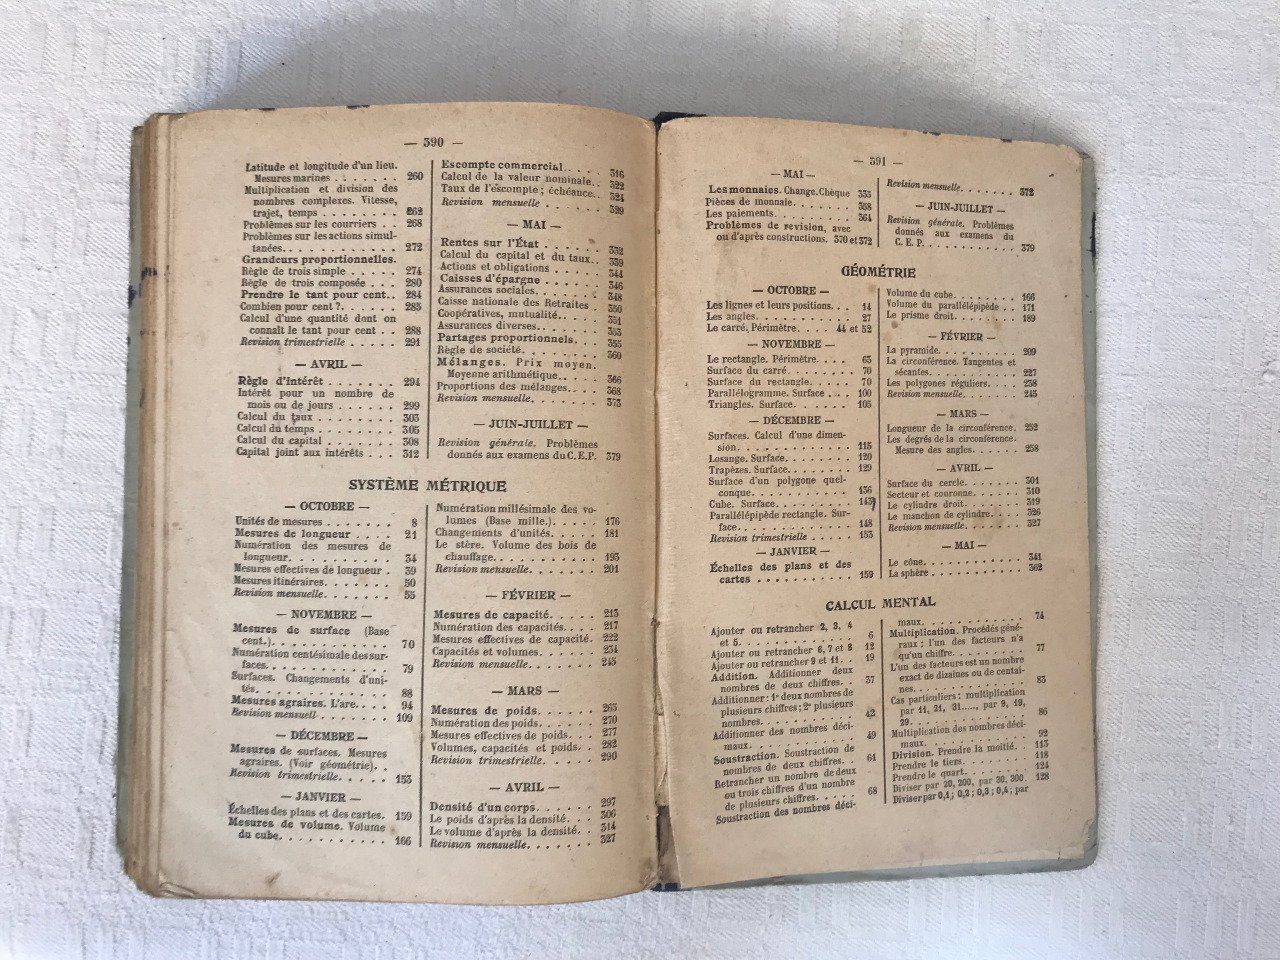 — 390 —
Latitude et longitude d'un lieu.
Mesures marines . . . . . . . 260
Multiplication et division des
nombres complexes. Vitesse,
trajet, temps . . . . . . . . . 262
Problèmes sur les courriers . . 268
Problèmes sur les actions simul-
tanées. . . . . . . . . . . . . 272
Grandeurs proportionnelles.
Règle de trois simple . . . . . 274
Règle de trois composée . . . 280
Prendre le tant pour cent. . 284
Combien pour cent ?. . . . . . 285
Calcul d'une quantité dont on
connaît le tant pour cent . . 288
Revision trimestrielle . . . . . 291
— AVRIL —
Règle d'intérêt . . . . . . . 294
Intérêt pour un nombre de
mois ou de jours . . . . . . 299
Calcul du taux . . . . . . . . 303
Calcul du temps . . . . . . . . 305
Calcul du capital . . . . . . . 308
Capital joint aux intérêts . . . 312
Escompte commercial. . . . . 316
Calcul de la valeur nominale. . 322
Taux de l'escompte ; échéance. . 324
Revision mensuelle . . . . . . 329
— MAI —
Rentes sur l'État . . . . . . 332
Calcul du capital et du taux. . 339
Actions et obligations . . . . . 344
Caisses d'épargne . . . . . . 346
Assurances sociales. . . . . . . 348
Caisse nationale des Retraites . 350
Coopératives, mutualité. . . . . 351
Assurances diverses. . . . . . . 353
Partages proportionnels. . . . 355
Règle de société. . . . . . . . 360
Mélanges. Prix moyen.
Moyenne arithmétique. . . . . 366
Proportions des mélanges. . . . 368
Revision mensuelle. . . . . . . 373
— JUIN-JUILLET —
Revision générale. Problèmes
donnés aux examens du C.E.P. 379
SYSTÈME MÉTRIQUE
— OCTOBRE —
Unités de mesures . . . . . . . 8
Mesures de longueur . . . . 21
Numération des mesures de
longueur. . . . . . . . . . . . 34
Mesures effectives de longueur . 39
Mesures itinéraires. . . . . . . 50
Revision mensuelle. . . . . . . 55
— NOVEMBRE —
Mesures de surface (Base
cent.). . . . . . . . . . . . . 70
Numération centésimale des sur-
faces. . . . . . . . . . . . . 79
Surfaces. Changements d'uni-
tés. . . . . . . . . . . . . . 88
Mesures agraires. L'are. . . . 94
Revision mensuell . . . . . . . 109
— DÉCEMBRE —
Mesures de surfaces. Mesures
agraires. (Voir géométrie). .
Revision trimestrielle. . . . . . 153
— JANVIER —
Échelles des plans et des cartes. 159
Mesures de volume. Volume
du cube. . . . . . . . . . . . 166
Numération millésimale des vo-
lumes (Base mille.). . . . . . 176
Changements d'unités. . . . . . 181
Le stère. Volume des bois de
chauffage. . . . . . . . . . . 193
Revision mensuelle. . . . . . . 201
— FÉVRIER —
Mesures de capacité. . . . . 213
Numération des capacités. . . . 217
Mesures effectives de capacité. 222
Capacités et volumes. . . . . . 234
Revision mensuelle. . . . . . . 245
— MARS —
Mesures de poids. . . . . . . 265
Numération des poids. . . . . . 270
Mesures effectives de poids. . . 277
Volumes, capacités et poids. . 282
Revision trimestrielle. . . . . . 290
— AVRIL —
Densité d'un corps. . . . . . 297
Le poids d'après la densité. . . 306
Le volume d'après la densité. . 314
Revision mensuelle. . . . . . . 327
— 391 —
— MAI —
Les monnaies. Change. Chèque 335
Pièces de monnaie. . . . . . . 358
Les paiements. . . . . . . . . 364
Problèmes de revision, avec
ou d'après constructions. 370 et 372
Revision mensuelle. . . . . . . 372
— JUIN-JUILLET —
Revision générale. Problèmes
donnés aux examens du
C. E. P. . . . . . . . . . . . 379
GÉOMÉTRIE
— OCTOBRE —
Les lignes et leurs positions. . . 14
Les angles. . . . . . . . . . . 27
Le carré. Périmètre. . . . 44 et 52
— NOVEMBRE —
Le rectangle. Périmètre. . . . 65
Surface du carré. . . . . . . . 70
Surface du rectangle. . . . . . 70
Parallélogramme. Surface . . . 100
Triangles. Surface. . . . . . . 105
— DÉCEMBRE —
Surfaces. Calcul d'une dimen-
sion. . . . . . . . . . . . . . 115
Losange. Surface. . . . . . . . 120
Trapèzes. Surface. . . . . . . . 129
Surface d'un polygone quel-
conque. . . . . . . . . . . . 136
Cube. Surface. . . . . . . . . 143
Parallélépipède rectangle. Sur-
face. . . . . . . . . . . . . . 148
Revision trimestrielle . . . . . 153
— JANVIER —
Échelles des plans et des
cartes . . . . . . . . . . . . 159
Volume du cube. . . . . . . . 166
Volume du parallélépipède . . . 171
Le prisme droit. . . . . . . . . 189
— FÉVRIER —
La pyramide. . . . . . . . . . 209
La circonférence. Tangentes et
sécantes. . . . . . . . . . . . 227
Les polygones réguliers. . . . . 238
Revision mensuelle. . . . . . . 245
— MARS —
Longueur de la circonférence. 252
Les degrés de la circonférence.
Mesure des angles. . . . . . . 258
— AVRIL —
Surface du cercle. . . . . . . . 301
Secteur et couronne. . . . . . . 310
Le cylindre droit. . . . . . . . 319
Le manchon de cylindre. . . . . 326
Revision mensuelle. . . . . . . 327
— MAI —
Le cône. . . . . . . . . . . . . 341
La sphère . . . . . . . . . . . 362
CALCUL MENTAL
Ajouter ou retrancher 2, 3, 4
et 5. . . . . . . . . . . . . . 6
Ajouter ou retrancher 6, 7 et 8 12
Ajouter ou retrancher 9 et 11. . 19
Addition. Additionner deux
nombres de deux chiffres. . . 37
Additionner : 1° deux nombres de
plusieurs chiffres ; 2° plusieurs
nombres. . . . . . . . . . . . 42
Additionner des nombres déci-
maux. . . . . . . . . . . . . 49
Soustraction. Soustraction de
nombres de deux chiffres. . . 61
Retrancher un nombre de deux
ou trois chiffres d'un nombre
de plusieurs chiffres. . . . . . 68
Soustraction des nombres déci-
maux. . . . . . . . . . . . . 74
Multiplication. Procédés géné-
raux : l'un des facteurs n'a
qu'un chiffre. . . . . . . . . . 77
L'un des facteurs est un nombre
exact de dizaines ou de centai-
nes. . . . . . . . . . . . . . 83
Cas particuliers : multiplication
par 11, 21, 31....., par 9, 19,
29. . . . . . . . . . . . . . . 86
Multiplication des nombres déci-
maux. . . . . . . . . . . . . 92
Division. Prendre la moitié. . . 113
Prendre le tiers. . . . . . . . . 118
Prendre le quart. . . . . . . . 124
Diviser par 20, 200, par 30, 300. 128
Diviser par 0,1 ; 0,2 ; 0,3 ; 0,4 ; par